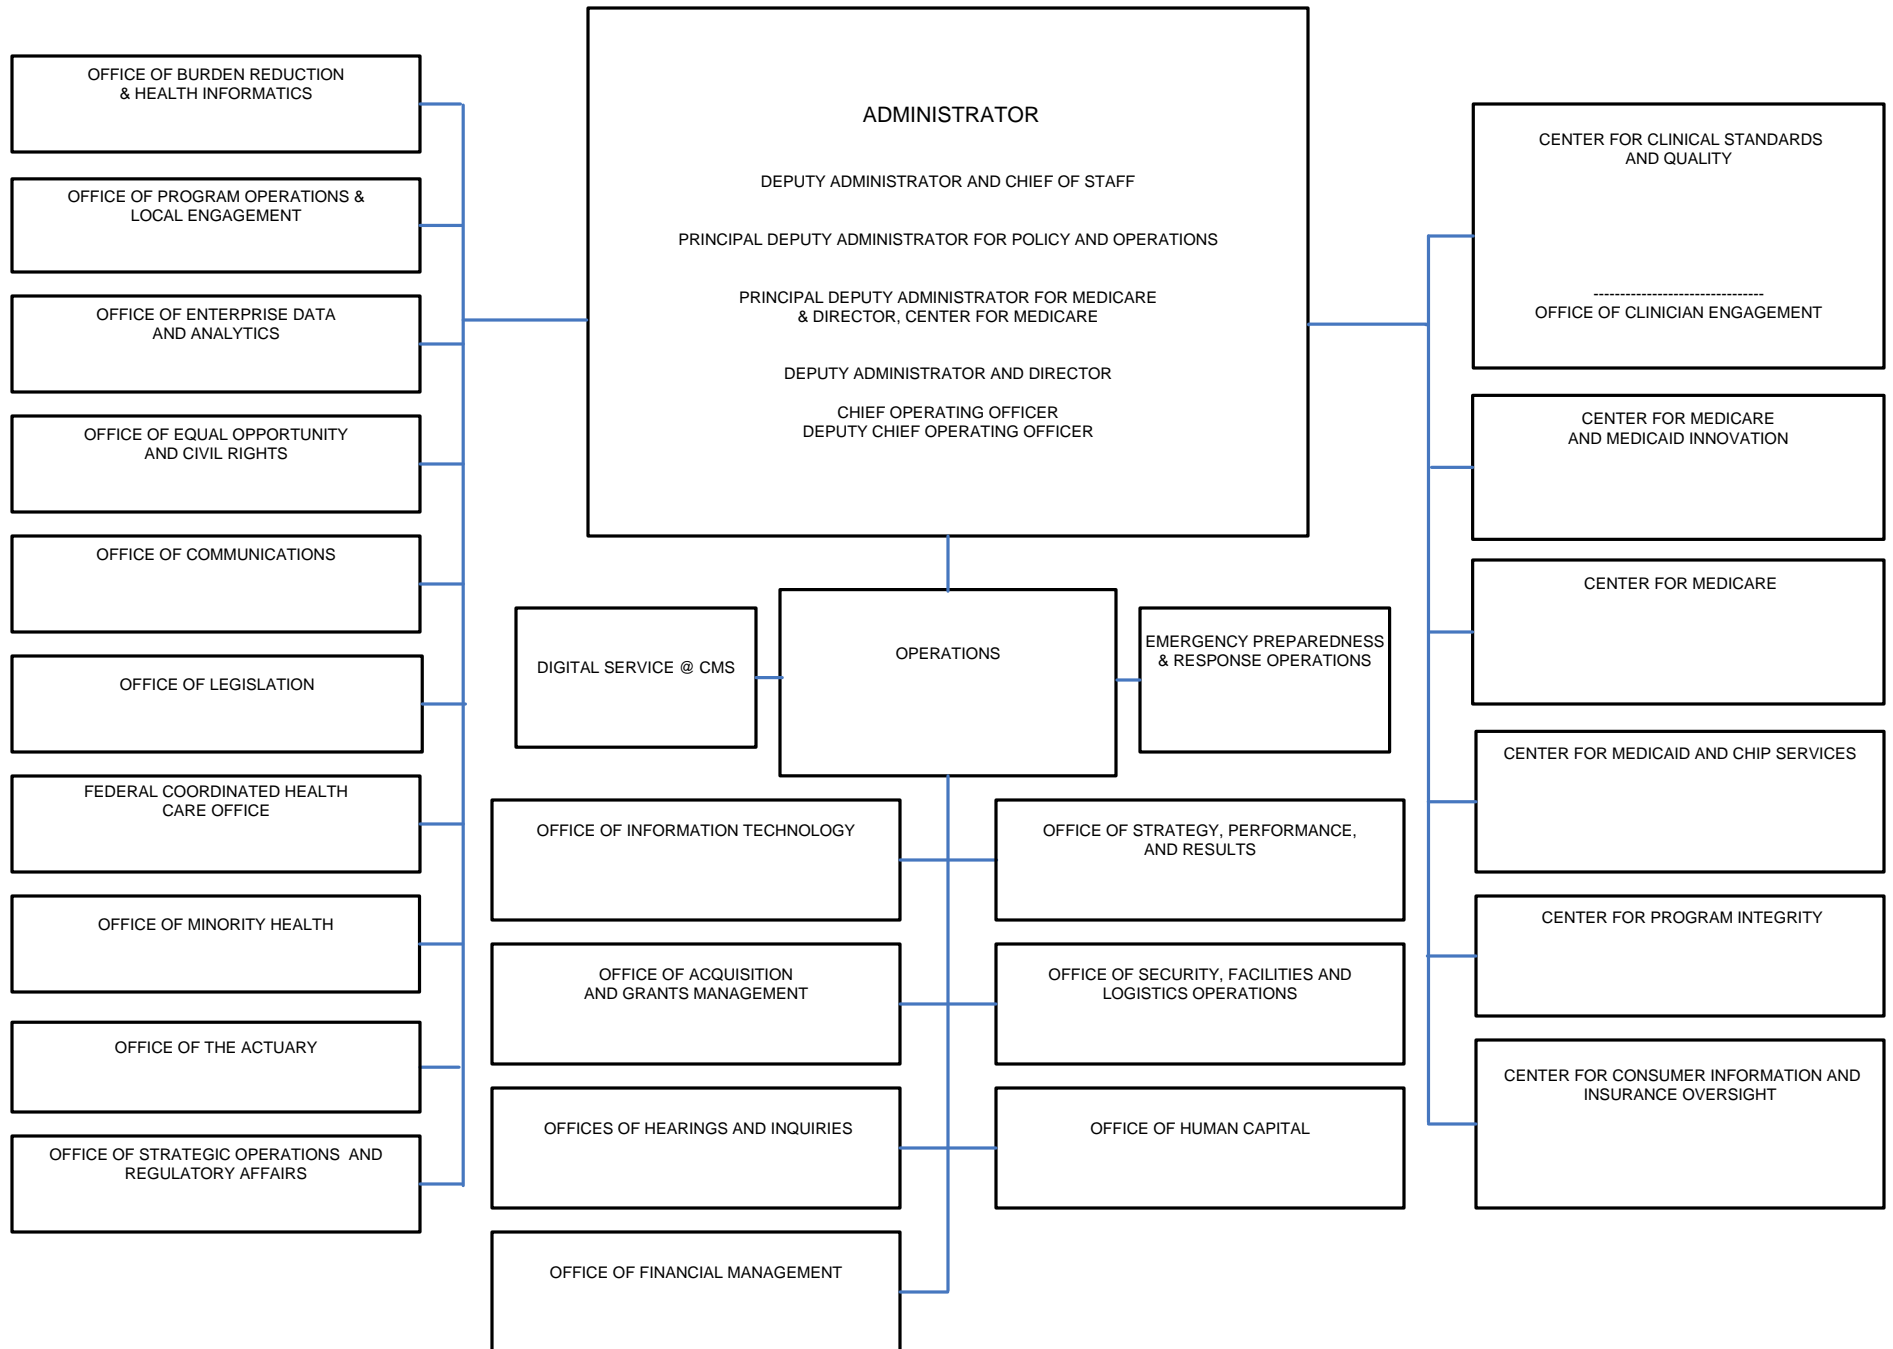 OFFICE OF BURDEN REDUCTION
& HEALTH INFORMATICS
OFFICE OF PROGRAM OPERATIONS &
LOCAL ENGAGEMENT
OFFICE OF ENTERPRISE DATA
AND ANALYTICS
OFFICE OF EQUAL OPPORTUNITY
AND CIVIL RIGHTS
OFFICE OF COMMUNICATIONS
OFFICE OF LEGISLATION
FEDERAL COORDINATED HEALTH
CARE OFFICE
OFFICE OF MINORITY HEALTH
OFFICE OF THE ACTUARY
OFFICE OF STRATEGIC OPERATIONS AND
REGULATORY AFFAIRS
ADMINISTRATOR
DEPUTY ADMINISTRATOR AND CHIEF OF STAFF
PRINCIPAL DEPUTY ADMINISTRATOR FOR POLICY AND OPERATIONS
PRINCIPAL DEPUTY ADMINISTRATOR FOR MEDICARE
& DIRECTOR, CENTER FOR MEDICARE
DEPUTY ADMINISTRATOR AND DIRECTOR
CHIEF OPERATING OFFICER
DEPUTY CHIEF OPERATING OFFICER
DIGITAL SERVICE @ CMS
OPERATIONS
EMERGENCY PREPAREDNESS
& RESPONSE OPERATIONS
OFFICE OF INFORMATION TECHNOLOGY
OFFICE OF STRATEGY, PERFORMANCE,
AND RESULTS
OFFICE OF ACQUISITION
AND GRANTS MANAGEMENT
OFFICE OF SECURITY, FACILITIES AND
LOGISTICS OPERATIONS
OFFICES OF HEARINGS AND INQUIRIES
OFFICE OF HUMAN CAPITAL
OFFICE OF FINANCIAL MANAGEMENT
CENTER FOR CLINICAL STANDARDS
AND QUALITY
--------------------------------
OFFICE OF CLINICIAN ENGAGEMENT
CENTER FOR MEDICARE
AND MEDICAID INNOVATION
CENTER FOR MEDICARE
CENTER FOR MEDICAID AND CHIP SERVICES
CENTER FOR PROGRAM INTEGRITY
CENTER FOR CONSUMER INFORMATION AND
INSURANCE OVERSIGHT